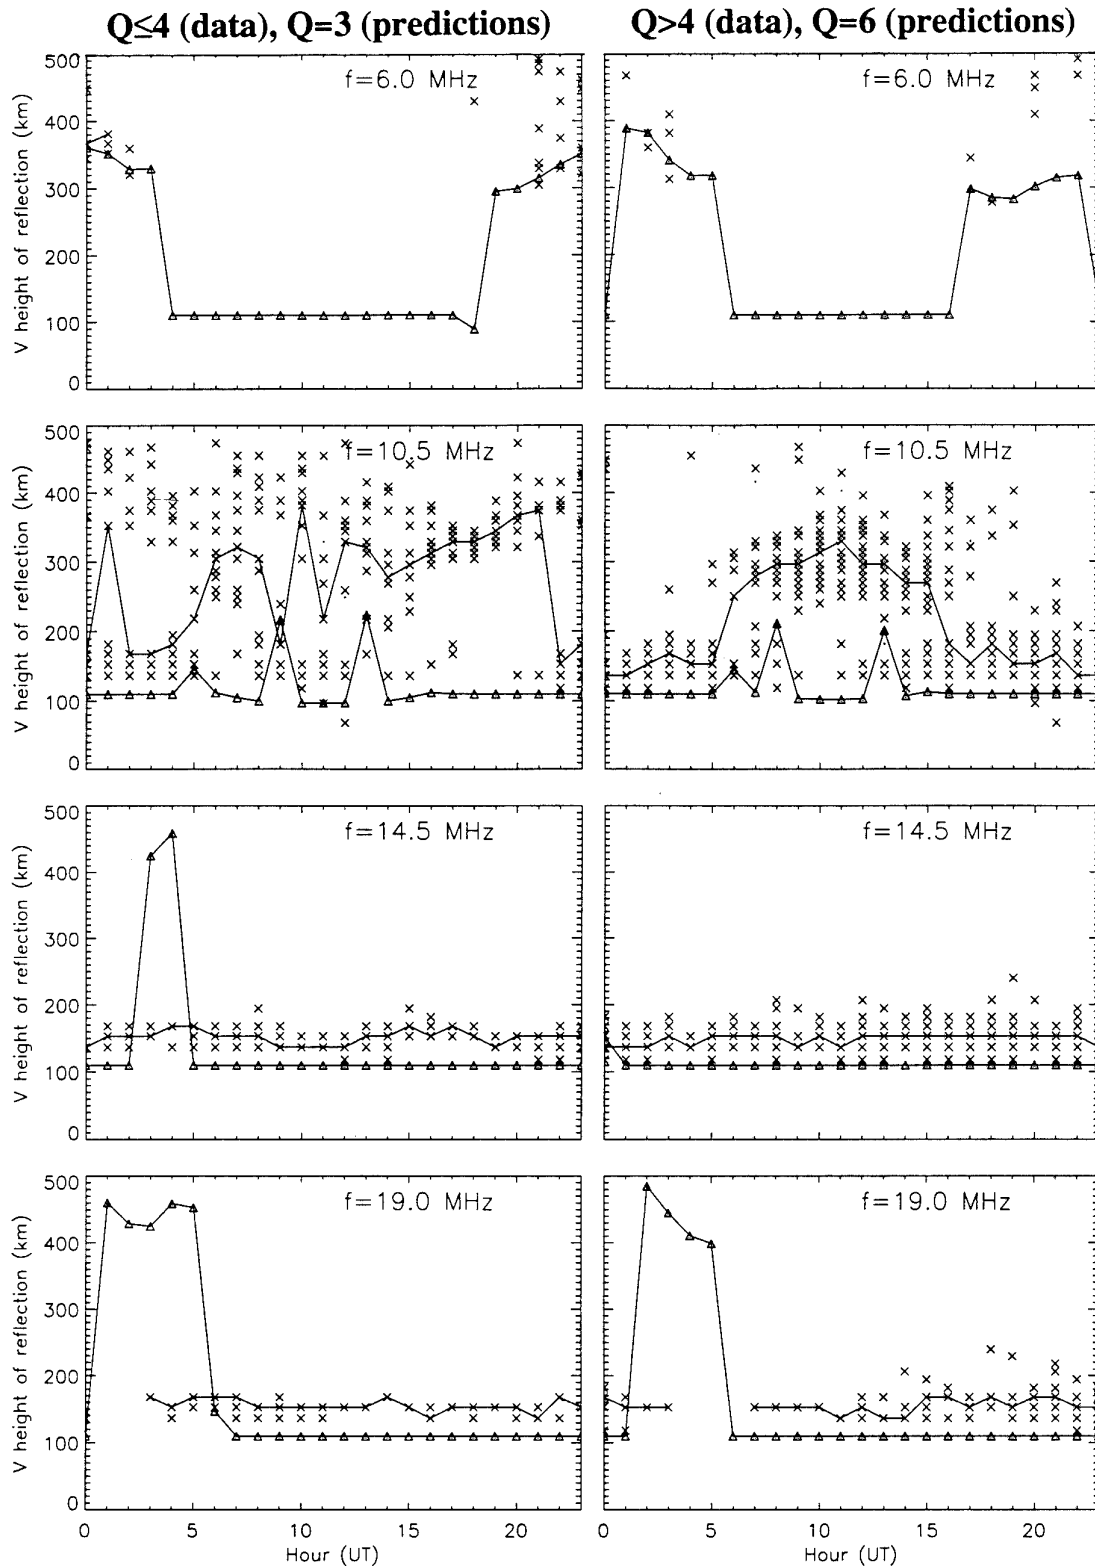 Q≤4 (data), Q=3 (predictions)
Q>4 (data), Q=6 (predictions)
f=6.0 MHz
f=6.0 MHz
V height of reflection (km)
500
400
300
200
100
0
f=10.5 MHz
f=10.5 MHz
V height of reflection (km)
500
400
300
200
100
0
f=14.5 MHz
f=14.5 MHz
V height of reflection (km)
500
400
300
200
100
0
f=19.0 MHz
f=19.0 MHz
V height of reflection (km)
500
400
300
200
100
0
0 5 10 15 20
0 5 10 15 20
Hour (UT)
Hour (UT)